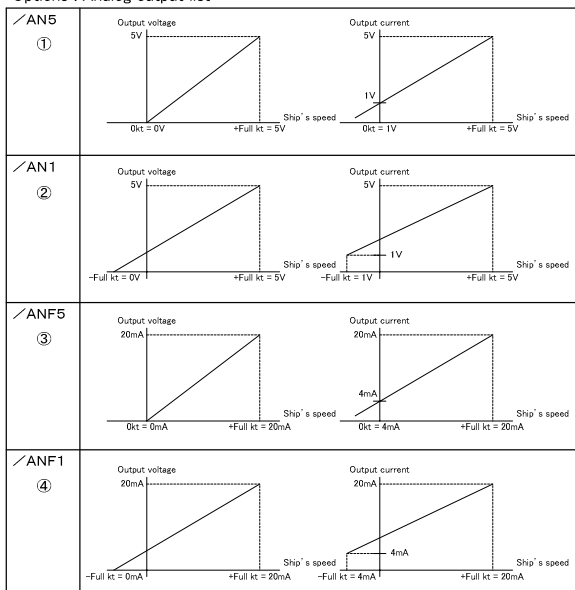 ／AN5
①
Output voltage
5V
0kt = 0V
+Full kt = 5V
Ship's speed
Output current
5V
1V
0kt = 1V
+Full kt = 5V
Ship's speed
／AN1
②
Output voltage
5V
-Full kt = 0V
+Full kt = 5V
Ship's speed
Output current
5V
1V
-Full kt = 1V
+Full kt = 5V
Ship's speed
／ANF5
③
Output voltage
20mA
0kt = 0mA
+Full kt = 20mA
Ship's speed
Output current
20mA
4mA
0kt = 4mA
+Full kt = 20mA
Ship's speed
／ANF1
④
Output voltage
20mA
-Full kt = 0mA
+Full kt = 20mA
Ship's speed
Output current
20mA
4mA
-Full kt = 4mA
+Full kt = 20mA
Ship's speed